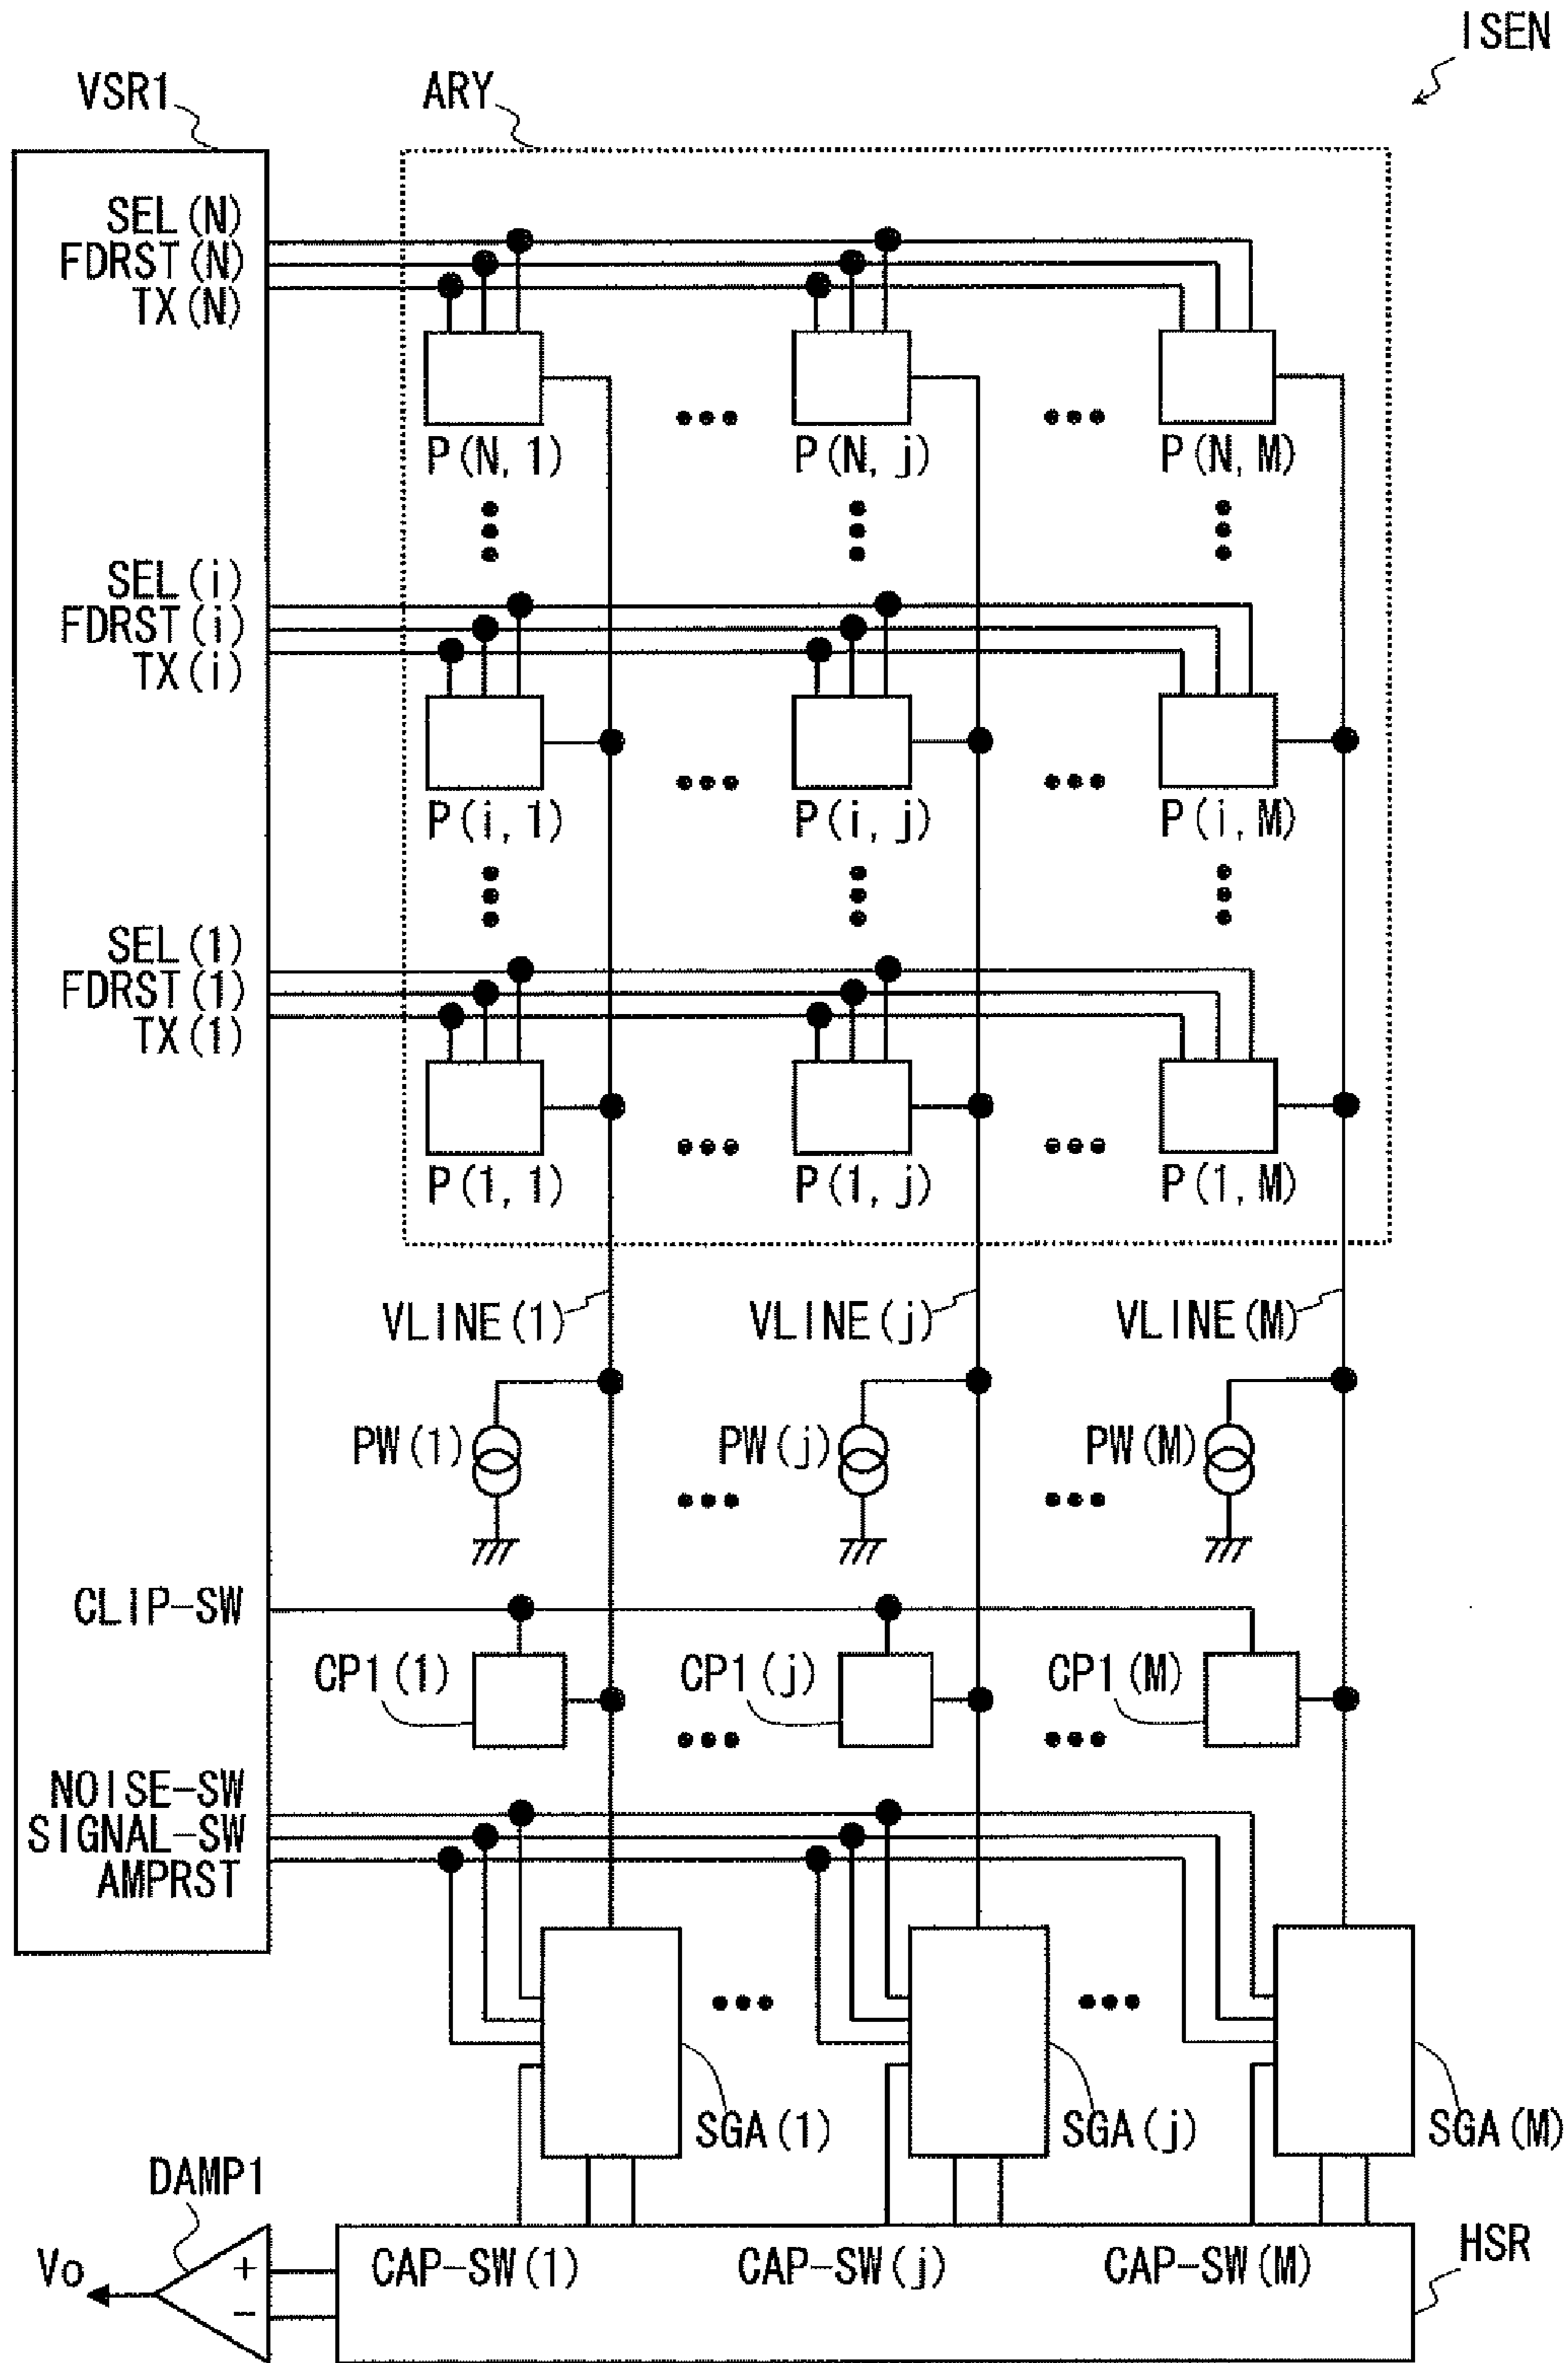 ISEN
VSR1
ARY
SEL(N)
FDRST(N)
TX(N)
P(N,1)
P(N,j)
P(N,M)
SEL(i)
FDRST(i)
TX(i)
P(i,1)
P(i,j)
P(i,M)
SEL(1)
FDRST(1)
TX(1)
P(1,1)
P(1,j)
P(1,M)
VLINE(1)
VLINE(j)
VLINE(M)
PW(1)
PW(j)
PW(M)
CLIP-SW
CP1(1)
CP1(j)
CP1(M)
NOISE-SW
SIGNAL-SW
AMPRST
SGA(1)
SGA(j)
SGA(M)
DAMP1
Vo
+
−
CAP-SW(1)
CAP-SW(j)
CAP-SW(M)
HSR